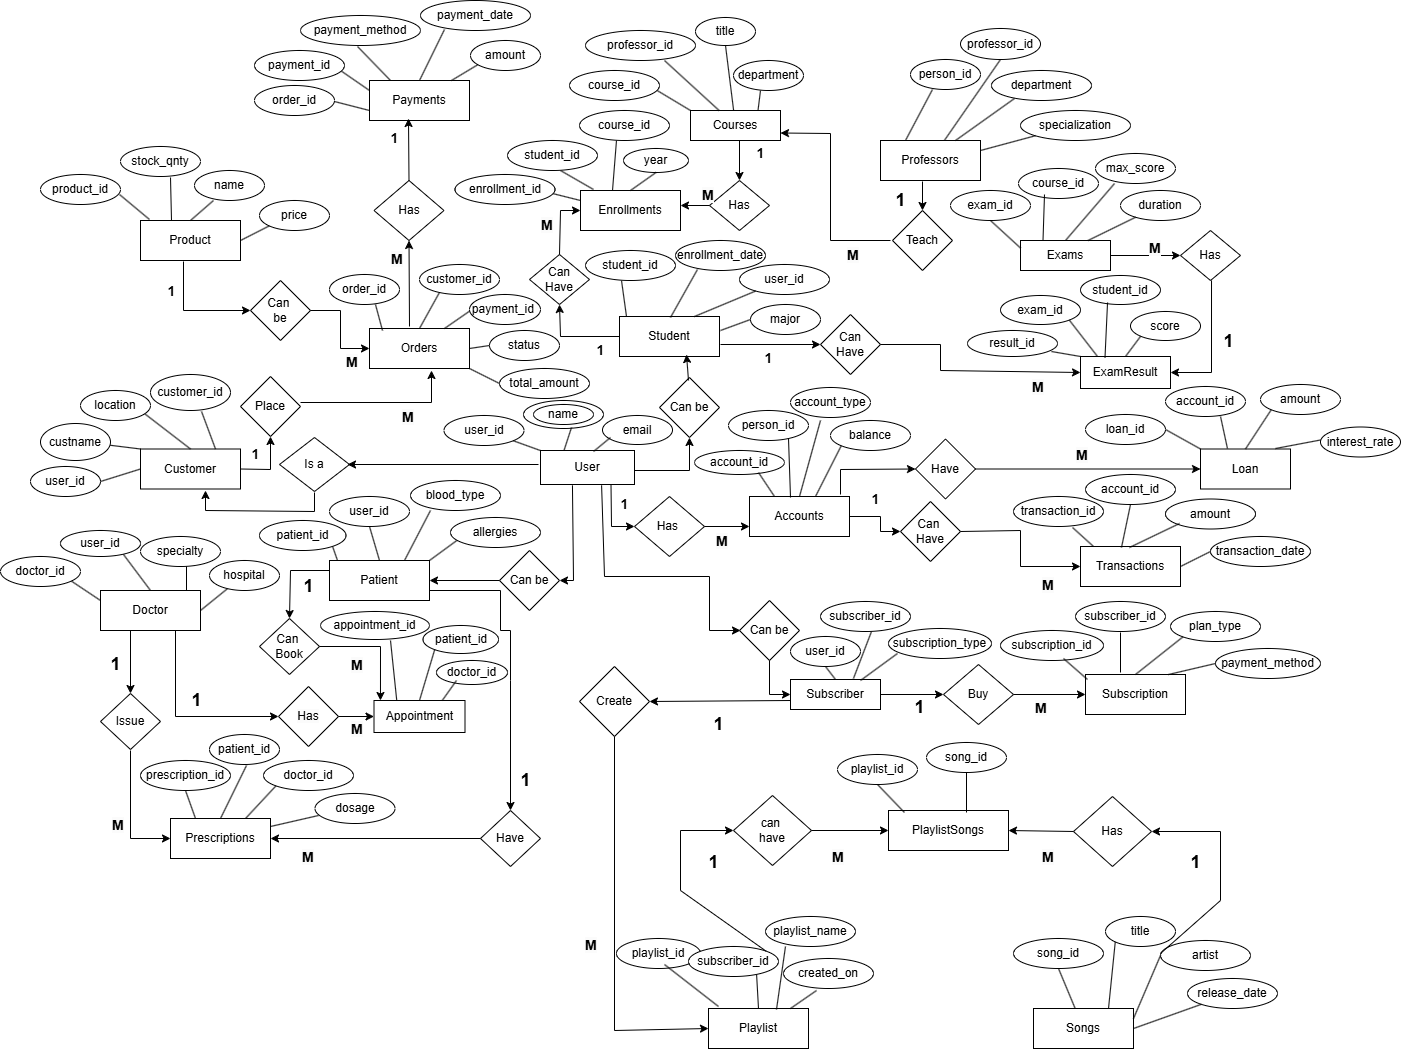 payment_date
payment_method
payment_id
amount
order_id
Payments
1
Has
M
stock_qnty
product_id
name
price
Product
1
Can
be
M
order_id
customer_id
payment_id
status
total_amount
Orders
customer_id
location
custname
user_id
Customer
1
Place
M
Is a
title
professor_id
course_id
department
Courses
1
Has
M
course_id
student_id
year
enrollment_id
Enrollments
M
Can
Have
1
professor_id
person_id
department
specialization
Professors
1
Teach
M
max_score
course_id
exam_id
duration
Exams
M
Has
1
student_id
exam_id
score
result_id
ExamResult
enrollment_date
student_id
user_id
major
Student
1
Can
Have
M
Can be
user_id
name
email
User
1
Has
M
account_type
person_id
balance
account_id
Accounts
Have
M
1
Can
Have
M
account_id
amount
loan_id
interest_rate
Loan
account_id
transaction_id
amount
transaction_date
Transactions
user_id
specialty
doctor_id
hospital
Doctor
blood_type
user_id
patient_id
allergies
Patient
Can be
1
Can
Book
M
appointment_id
patient_id
doctor_id
Appointment
1
Issue
M
1
Has
M
patient_id
prescription_id
doctor_id
dosage
Prescriptions
1
Have
M
Can be
subscriber_id
user_id
subscription_type
Subscriber
1
Buy
M
subscriber_id
plan_type
subscription_id
payment_method
Subscription
1
Create
M
song_id
playlist_id
PlaylistSongs
can
have
1
M
Has
M
1
playlist_name
playlist_id
subscriber_id
created_on
Playlist
title
song_id
artist
release_date
Songs